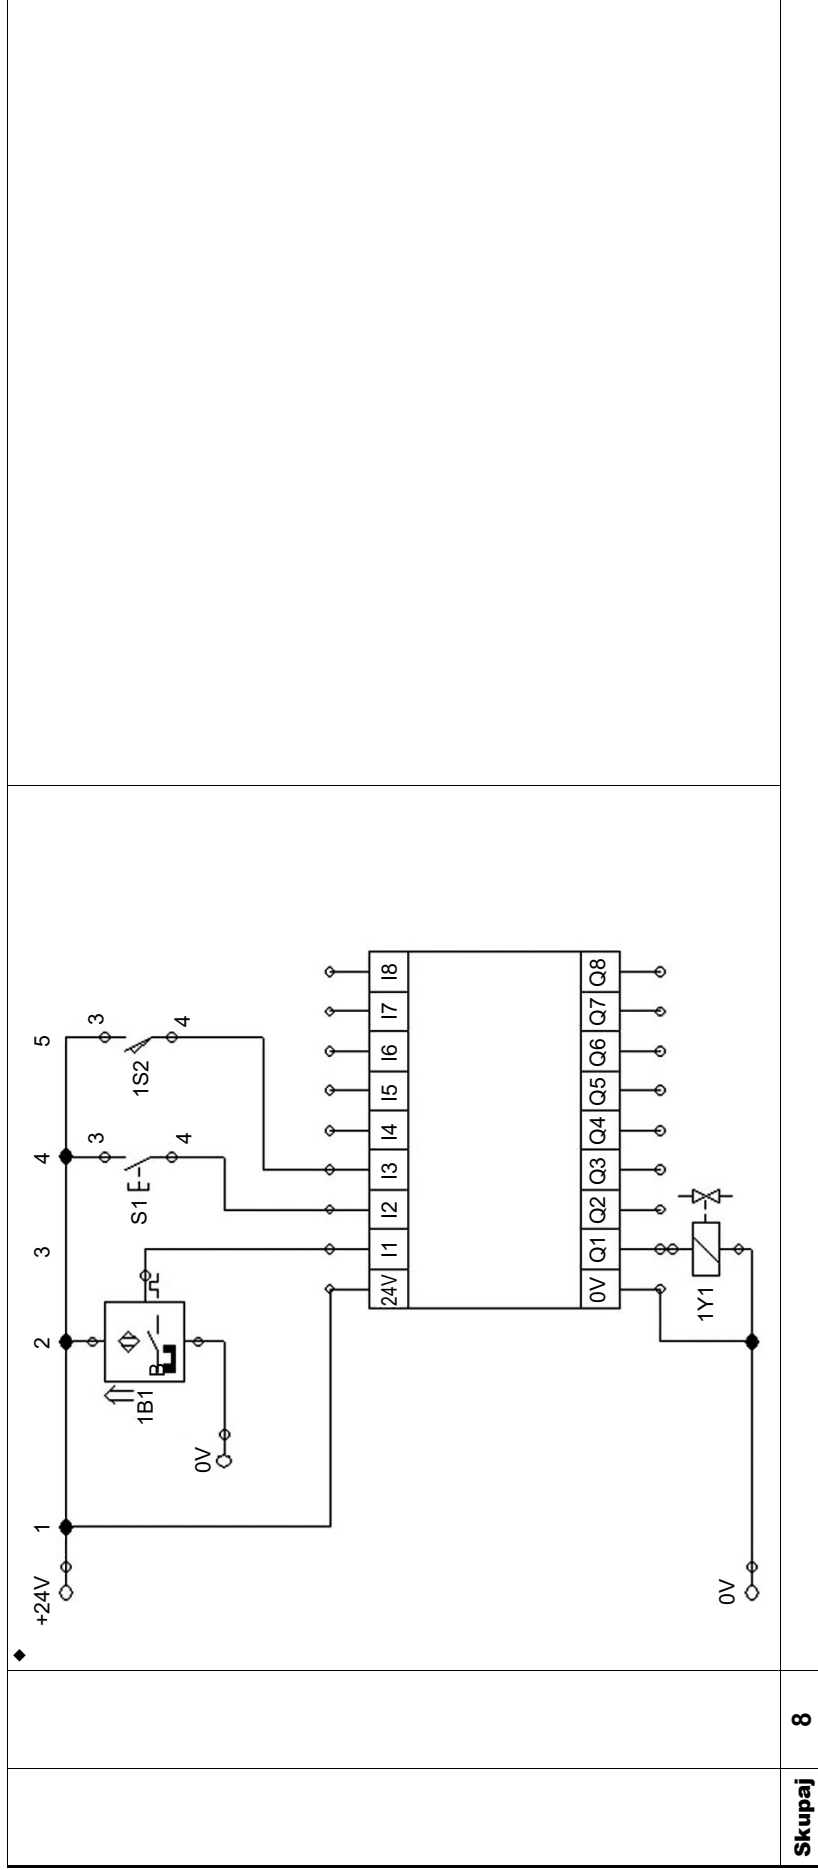 ◆
1 2 3 4 5
+24V
3 3
1B1 S1 1S2
B
4 4
0V
24V I1 I2 I3 I4 I5 I6 I7 I8
0V Q1 Q2 Q3 Q4 Q5 Q6 Q7 Q8
1Y1
0V
Skupaj 8